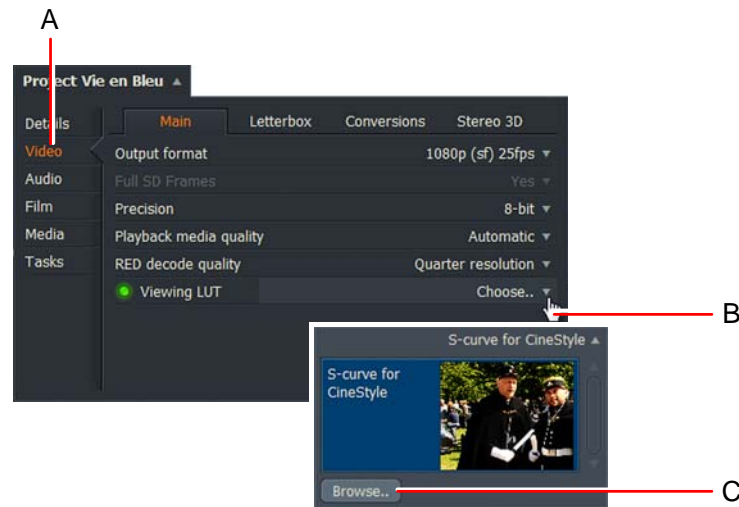 A
Project Vie en Bleu
Details
Main Letterbox Conversions Stereo 3D
Video
Output format 1080p (sf) 25fps
Audio
Full SD Frames Yes
Film
Precision 8-bit
Media
Playback media quality Automatic
Tasks
RED decode quality Quarter resolution
Viewing LUT Choose..
B
S-curve for CineStyle
S-curve for
CineStyle
Browse..
C